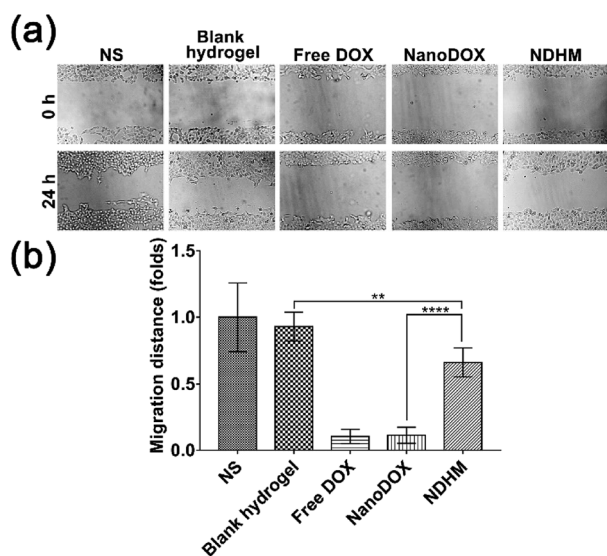 (a)
NS
Blank
hydrogel
Free DOX
NanoDOX
NDHM
0 h
24 h
(b)
Migration distance (folds)
1.5
1.0
0.5
0.0
**
****
NS
Blank hydrogel
Free DOX
NanoDOX
NDHM